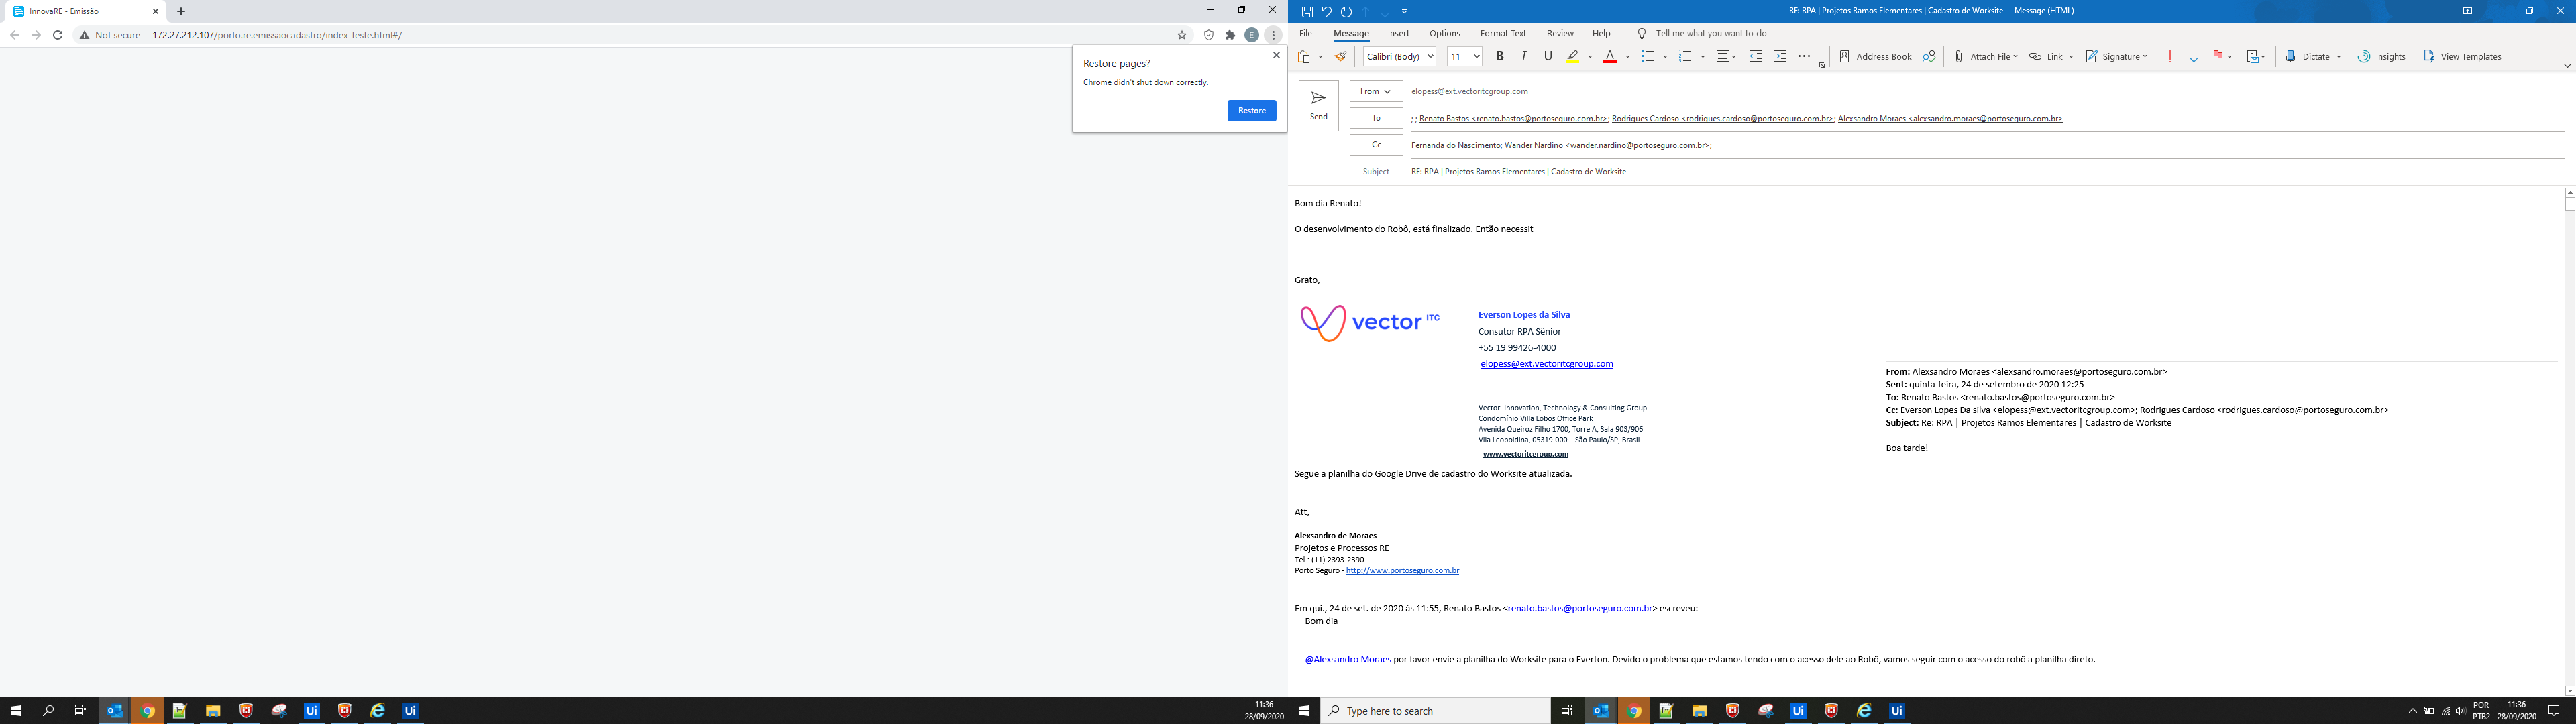 InnovaRE - Emissão
Not secure
172.27.212.107/porto.re.emissaocadastro/index-teste.html#/
E
Restore pages?
Chrome didn't shut down correctly.
Restore
RE: RPA | Projetos Ramos Elementares | Cadastro de Worksite - Message (HTML)
File Message Insert Options Format Text Review Help Tell me what you want to do
Calibri (Body) 11 B I U A Address Book Attach File Link Signature Dictate Insights View Templates
Send
From
elopess@ext.vectoritcgroup.com
To
; ; Renato Bastos <renato.bastos@portoseguro.com.br>; Rodrigues Cardoso <rodrigues.cardoso@portoseguro.com.br>; Alexsandro Moraes <alexsandro.moraes@portoseguro.com.br>
Cc
Fernanda do Nascimento; Wander Nardino <wander.nardino@portoseguro.com.br>;
Subject
RE: RPA | Projetos Ramos Elementares | Cadastro de Worksite
Bom dia Renato!
O desenvolvimento do Robô, está finalizado. Então necessit
Grato,
vector ITC
Everson Lopes da Silva
Consutor RPA Sênior
+55 19 99426-4000
elopess@ext.vectoritcgroup.com
Vector. Innovation, Technology & Consulting Group
Condomínio Villa Lobos Office Park
Avenida Queiroz Filho 1700, Torre A, Sala 903/906
Vila Leopoldina, 05319-000 – São Paulo/SP, Brasil.
www.vectoritcgroup.com
From: Alexsandro Moraes <alexsandro.moraes@portoseguro.com.br>
Sent: quinta-feira, 24 de setembro de 2020 12:25
To: Renato Bastos <renato.bastos@portoseguro.com.br>
Cc: Everson Lopes Da silva <elopess@ext.vectoritcgroup.com>; Rodrigues Cardoso <rodrigues.cardoso@portoseguro.com.br>
Subject: Re: RPA | Projetos Ramos Elementares | Cadastro de Worksite
Boa tarde!
Segue a planilha do Google Drive de cadastro do Worksite atualizada.
Att,
Alexsandro de Moraes
Projetos e Processos RE
Tel.: (11) 2393-2390
Porto Seguro - http://www.portoseguro.com.br
Em qui., 24 de set. de 2020 às 11:55, Renato Bastos <renato.bastos@portoseguro.com.br> escreveu:
Bom dia
@Alexsandro Moraes por favor envie a planilha do Worksite para o Everton. Devido o problema que estamos tendo com o acesso dele ao Robô, vamos seguir com o acesso do robô a planilha direto.
Ui
Ui
11:36
28/09/2020
Type here to search
Ui
Ui
POR
PTB2
11:36
28/09/2020